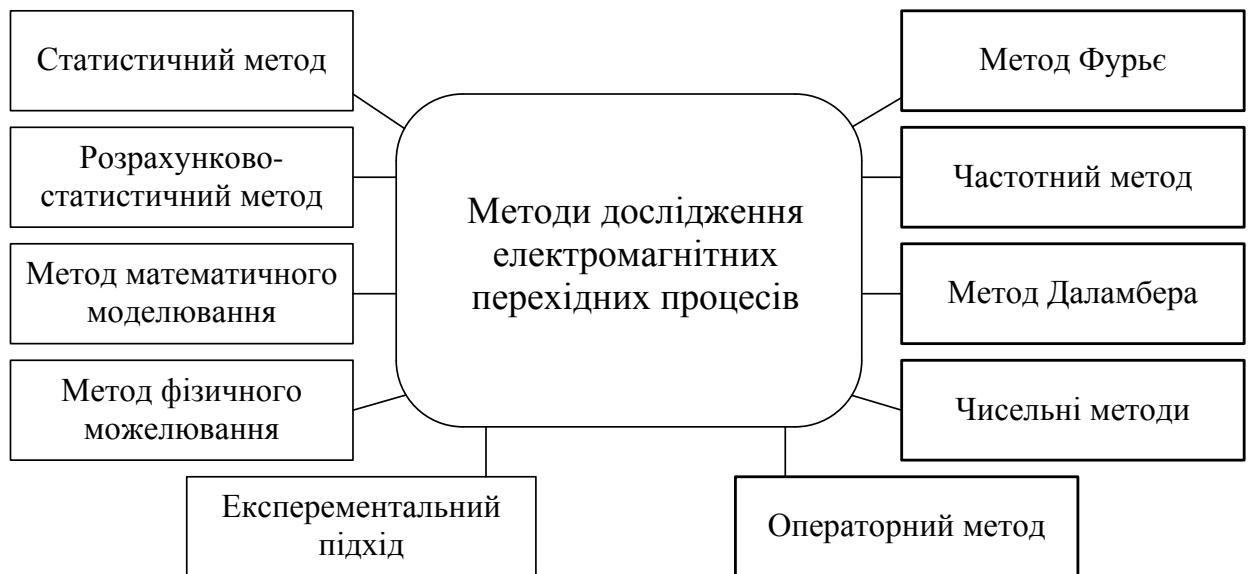 Статистичний метод
Розрахунково-
статистичний метод
Метод математичного
моделювання
Метод фізичного
можелювання
Експерементальний
підхід
Методи дослідження
електромагнітних
перехідних процесів
Метод Фурьє
Частотний метод
Метод Даламбера
Чисельні методи
Операторний метод